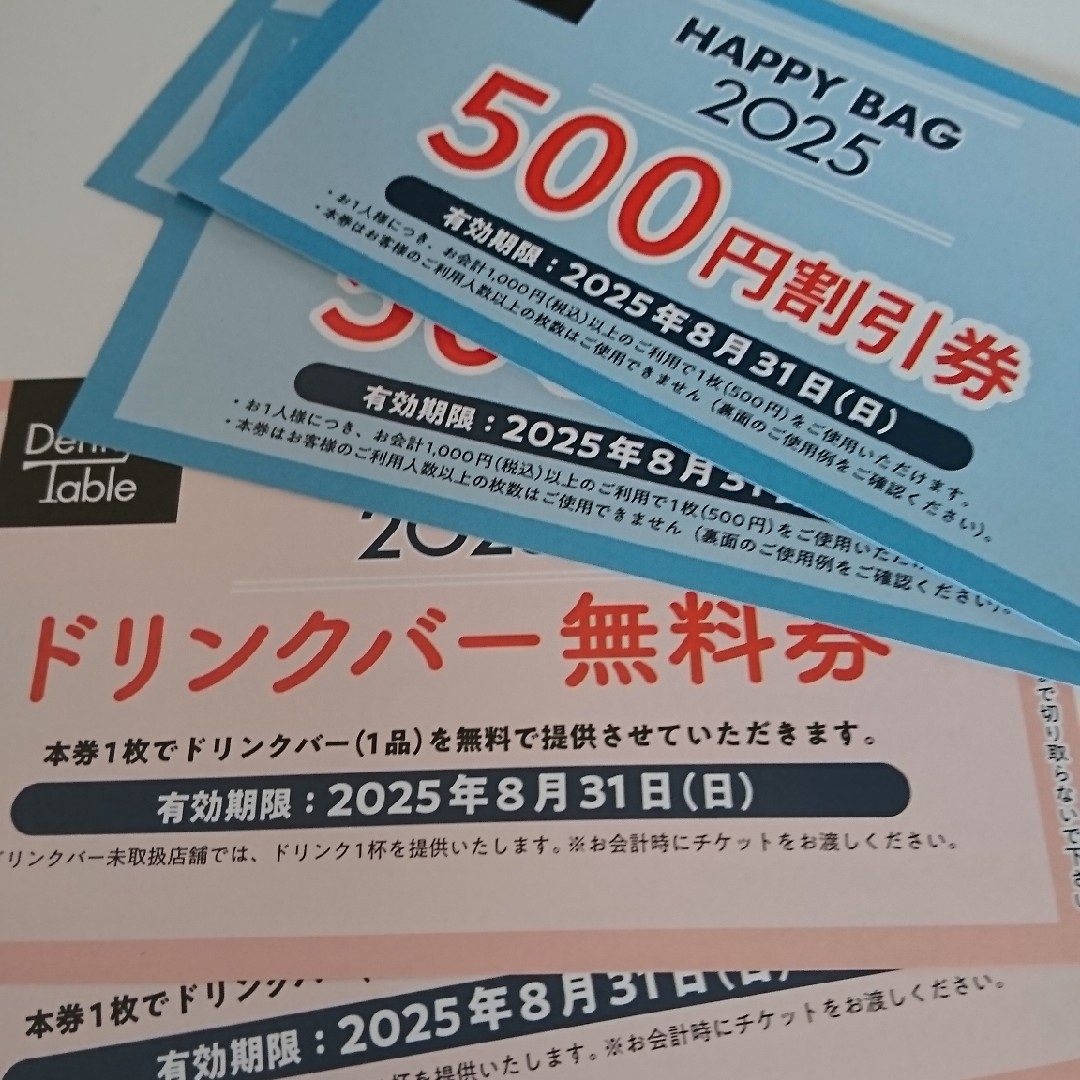 HAPPY BAG
2025
500円割引券
有効期限：2025年8月31日(日)
・お1人様につき、お会計1,000円(税込)以上のご利用で1枚(500円)をご使用いただけます。
・本券はお客様のご利用人数以上の枚数はご使用できません（裏面のご使用例をご確認ください）。
有効期限：2025年8月31
・お1人様につき、お会計1,000円(税込)以上のご利用で1枚(500円)をご使用いただけ
・本券はお客様のご利用人数以上の枚数はご使用できません（裏面のご使用例をご確認ください）。
Denny
Table
2025
ドリンクバー無料券
本券1枚でドリンクバー(1品)を無料で提供させていただきます。
有効期限：2025年8月31日(日)
ドリンクバー未取扱店舗では、ドリンク1杯を提供いたします。※お会計時にチケットをお渡しください。
で切り取らないで下さい
本券1枚でドリンクバー
有効期限：2025年8月31日(日)
杯を提供いたします。※お会計時にチケットをお渡しください。